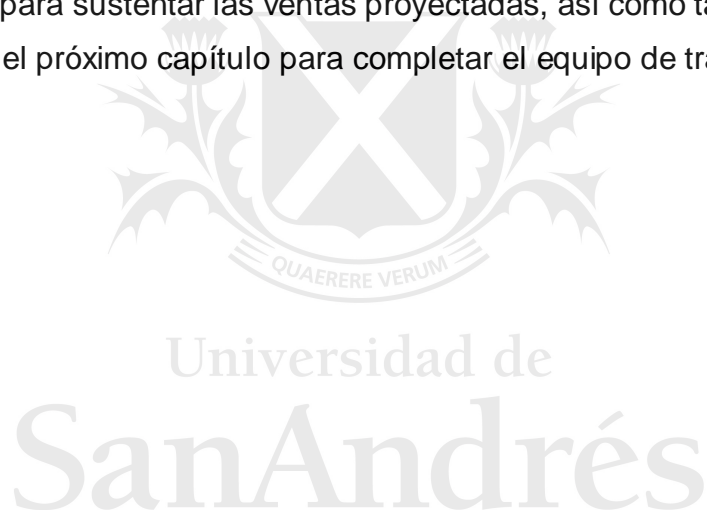 para sustentar las ventas proyectadas, así como ta
el próximo capítulo para completar el equipo de tra
QUAERERE VERUM
Universidad de
SanAndrés